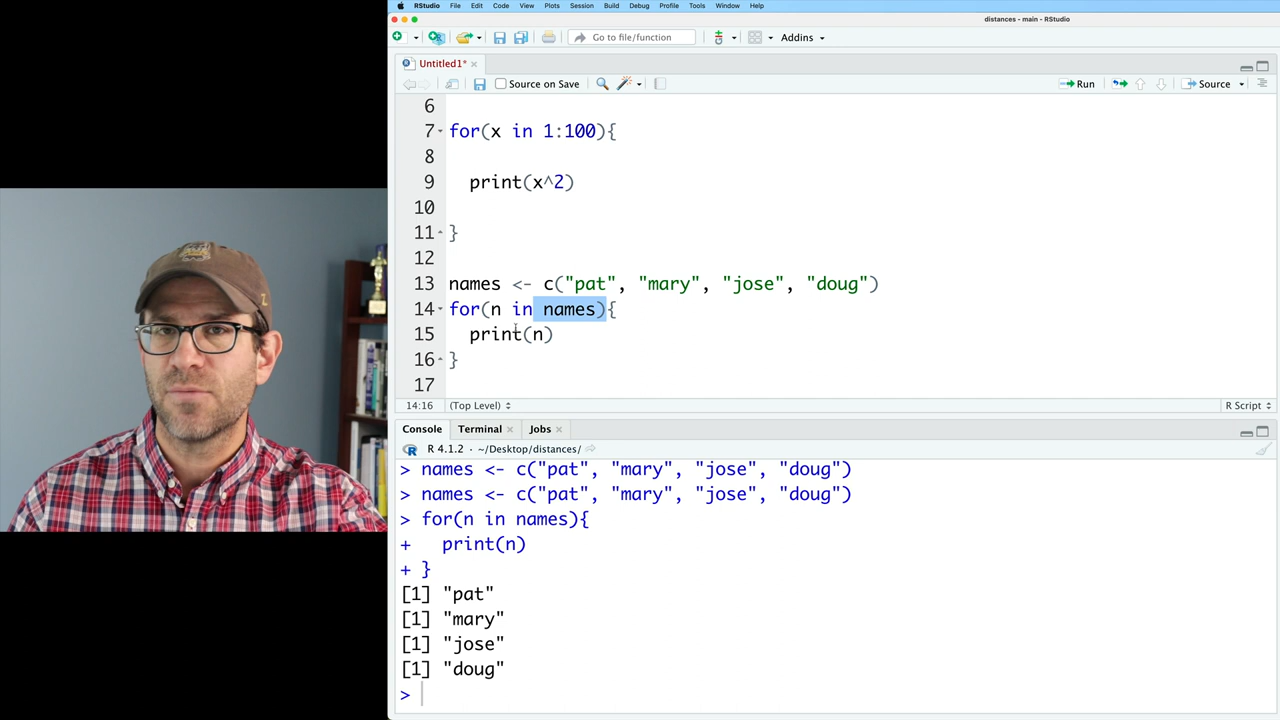 RStudio File Edit Code View Plots Session Build Debug Profile Tools Window Help
distances - main - RStudio
Go to file/function Addins
Untitled1*
Source on Save Run Source
6
7 for(x in 1:100){
8
9 print(x^2)
10
11 }
12
13 names <- c("pat", "mary", "jose", "doug")
14 for(n in names){
15 print(n)
16 }
17
14:16 (Top Level) R Script
Console Terminal Jobs
R 4.1.2 · ~/Desktop/distances/
> names <- c("pat", "mary", "jose", "doug")
> names <- c("pat", "mary", "jose", "doug")
> for(n in names){
+ print(n)
+ }
[1] "pat"
[1] "mary"
[1] "jose"
[1] "doug"
>